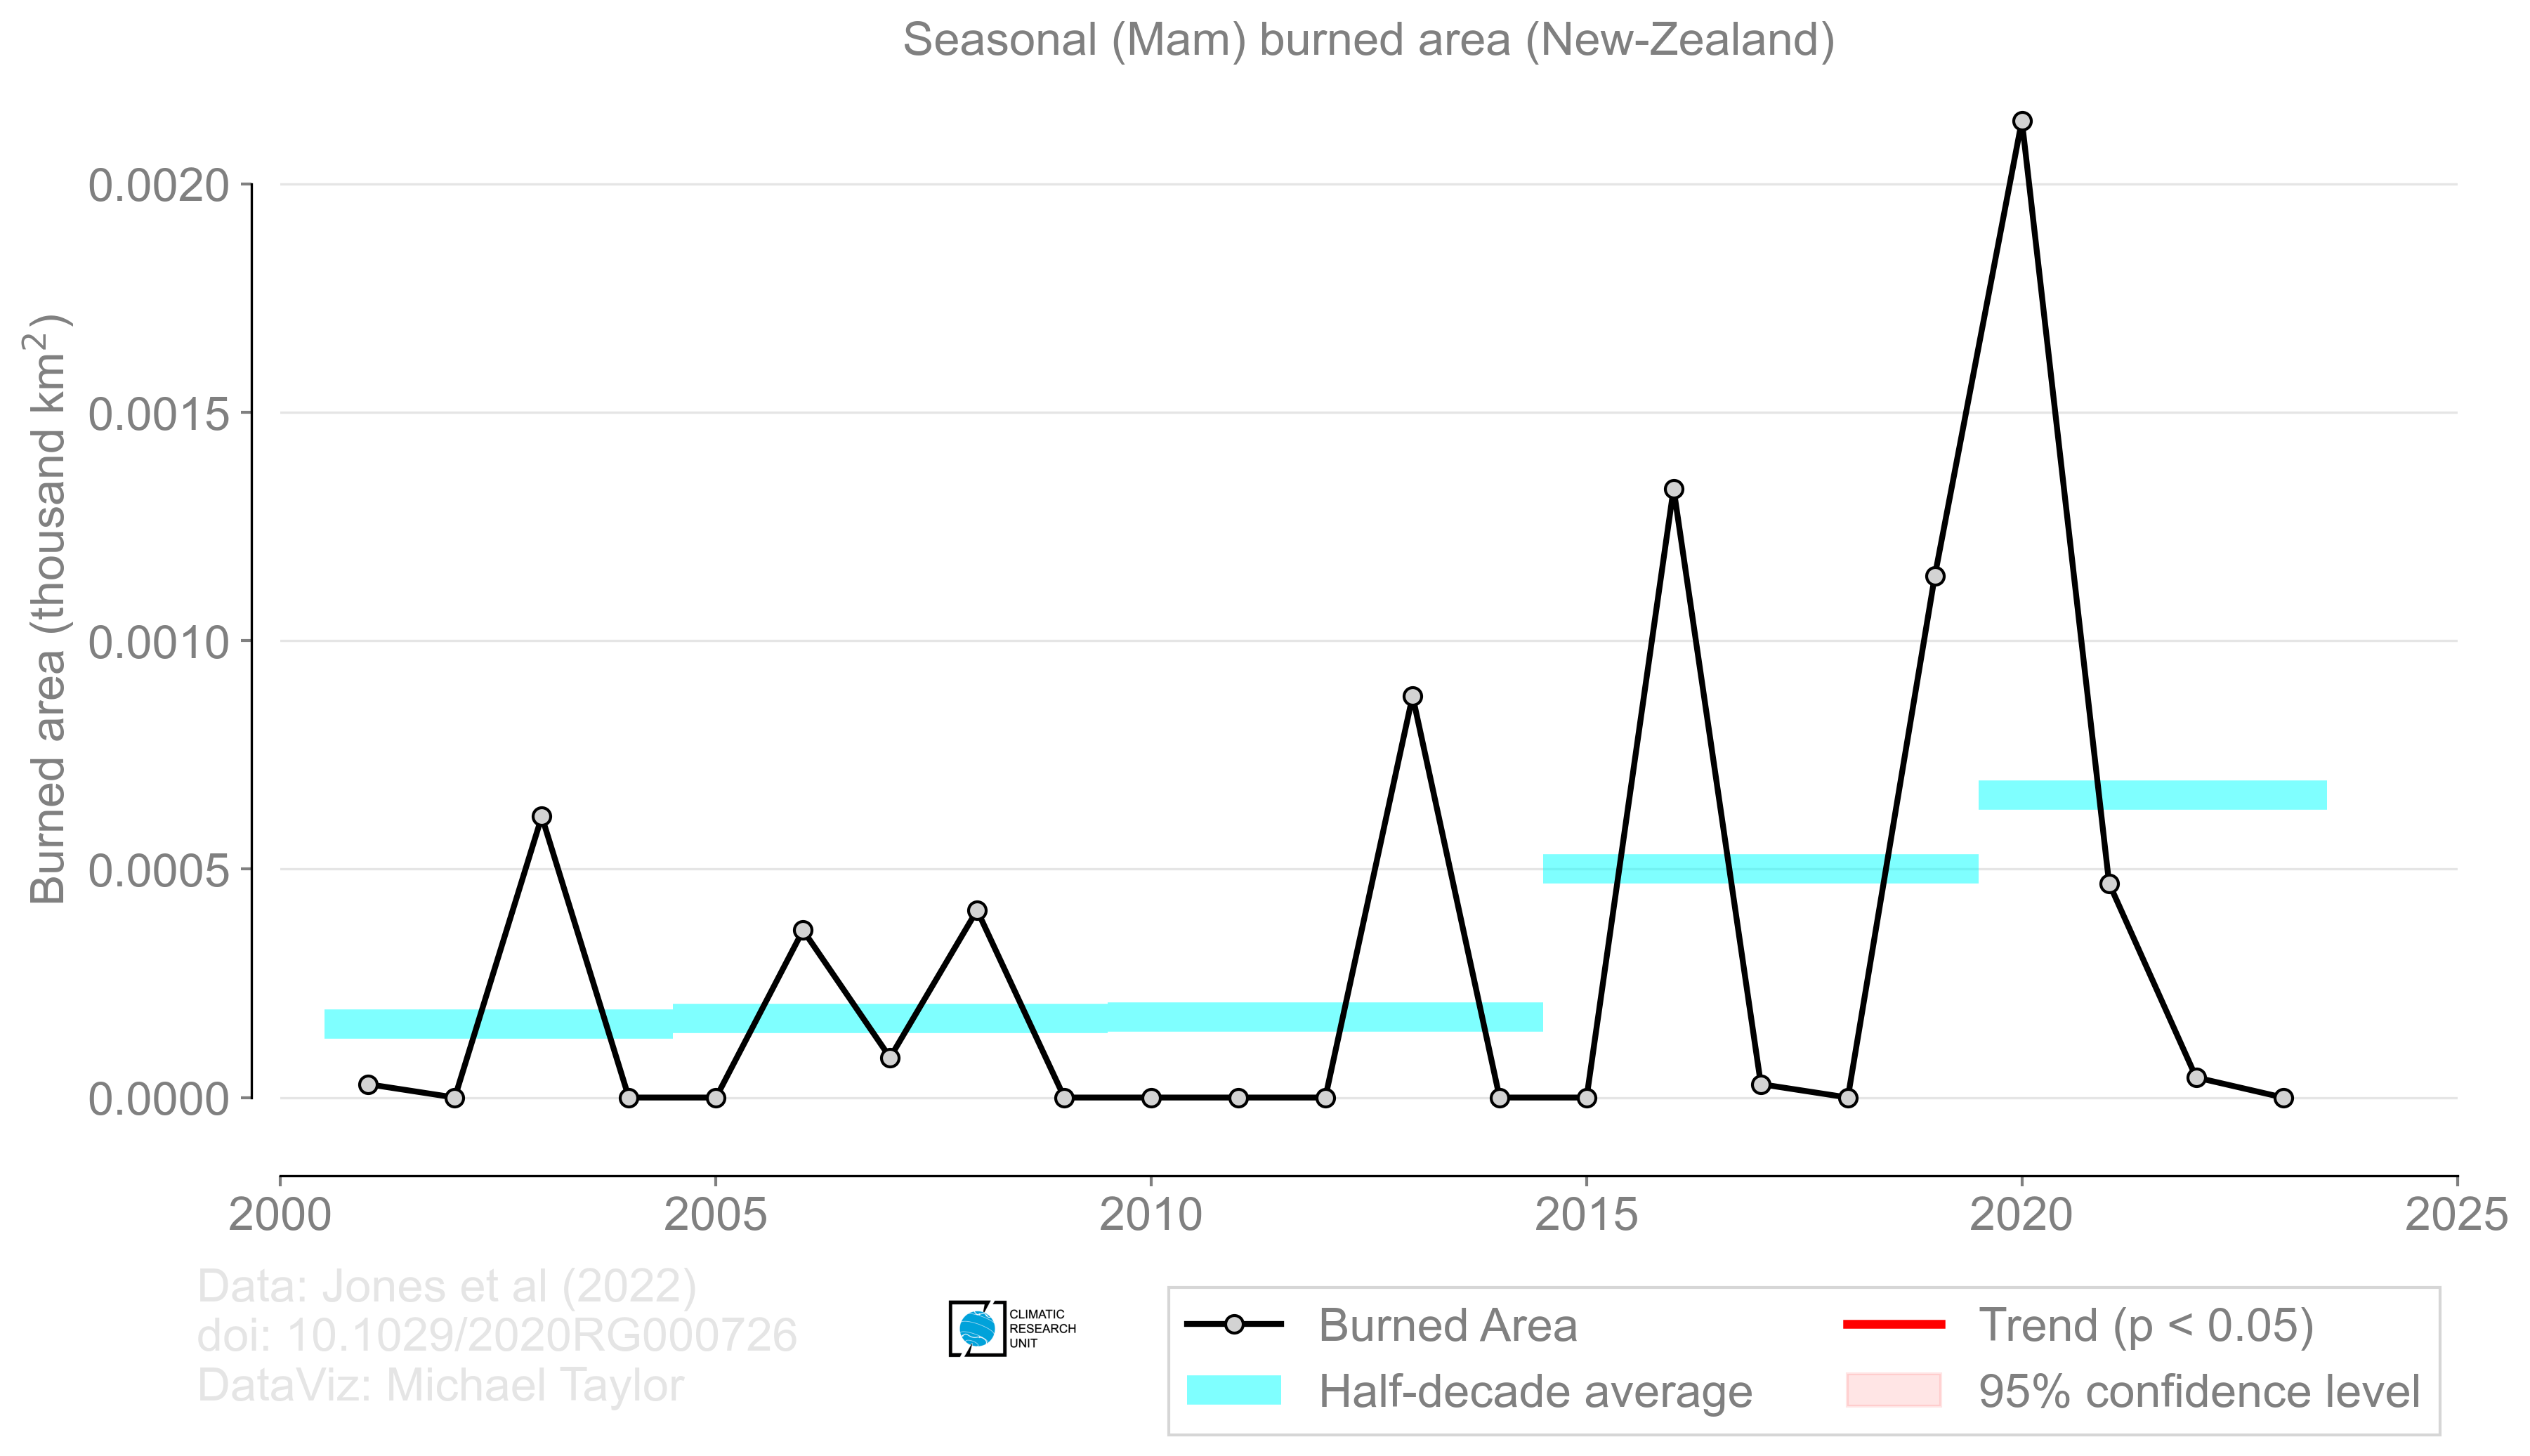 Seasonal (Mam) burned area (New-Zealand)
Burned area (thousand km²)
0.0020
0.0015
0.0010
0.0005
0.0000
2000 2005 2010 2015 2020 2025
Data: Jones et al (2022)
doi: 10.1029/2020RG000726
DataViz: Michael Taylor
CLIMATIC
RESEARCH
UNIT
Burned Area
Half-decade average
Trend (p < 0.05)
95% confidence level